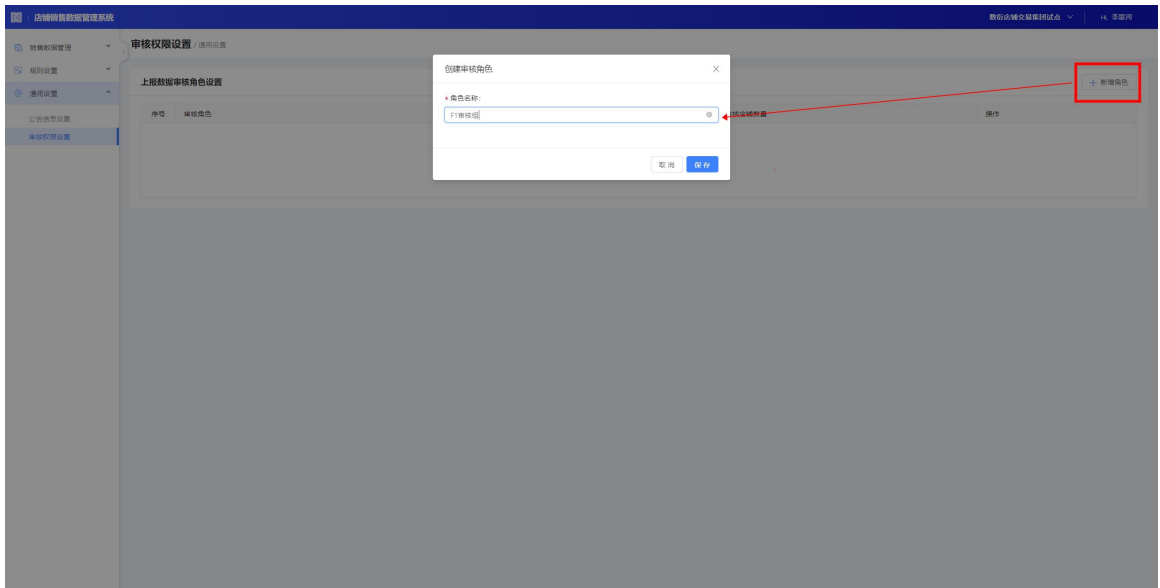 店铺销售数据管理系统
数衍店铺交易集团试点
Hi, 李星河
销售数据管理
规则设置
通用设置
公告信息设置
审核权限设置
审核权限设置 / 通用设置
上报数据审核角色设置
+ 新增角色
序号 审核角色 核店铺数量 操作
创建审核角色
* 角色名称:
F1审核组
取消 保存